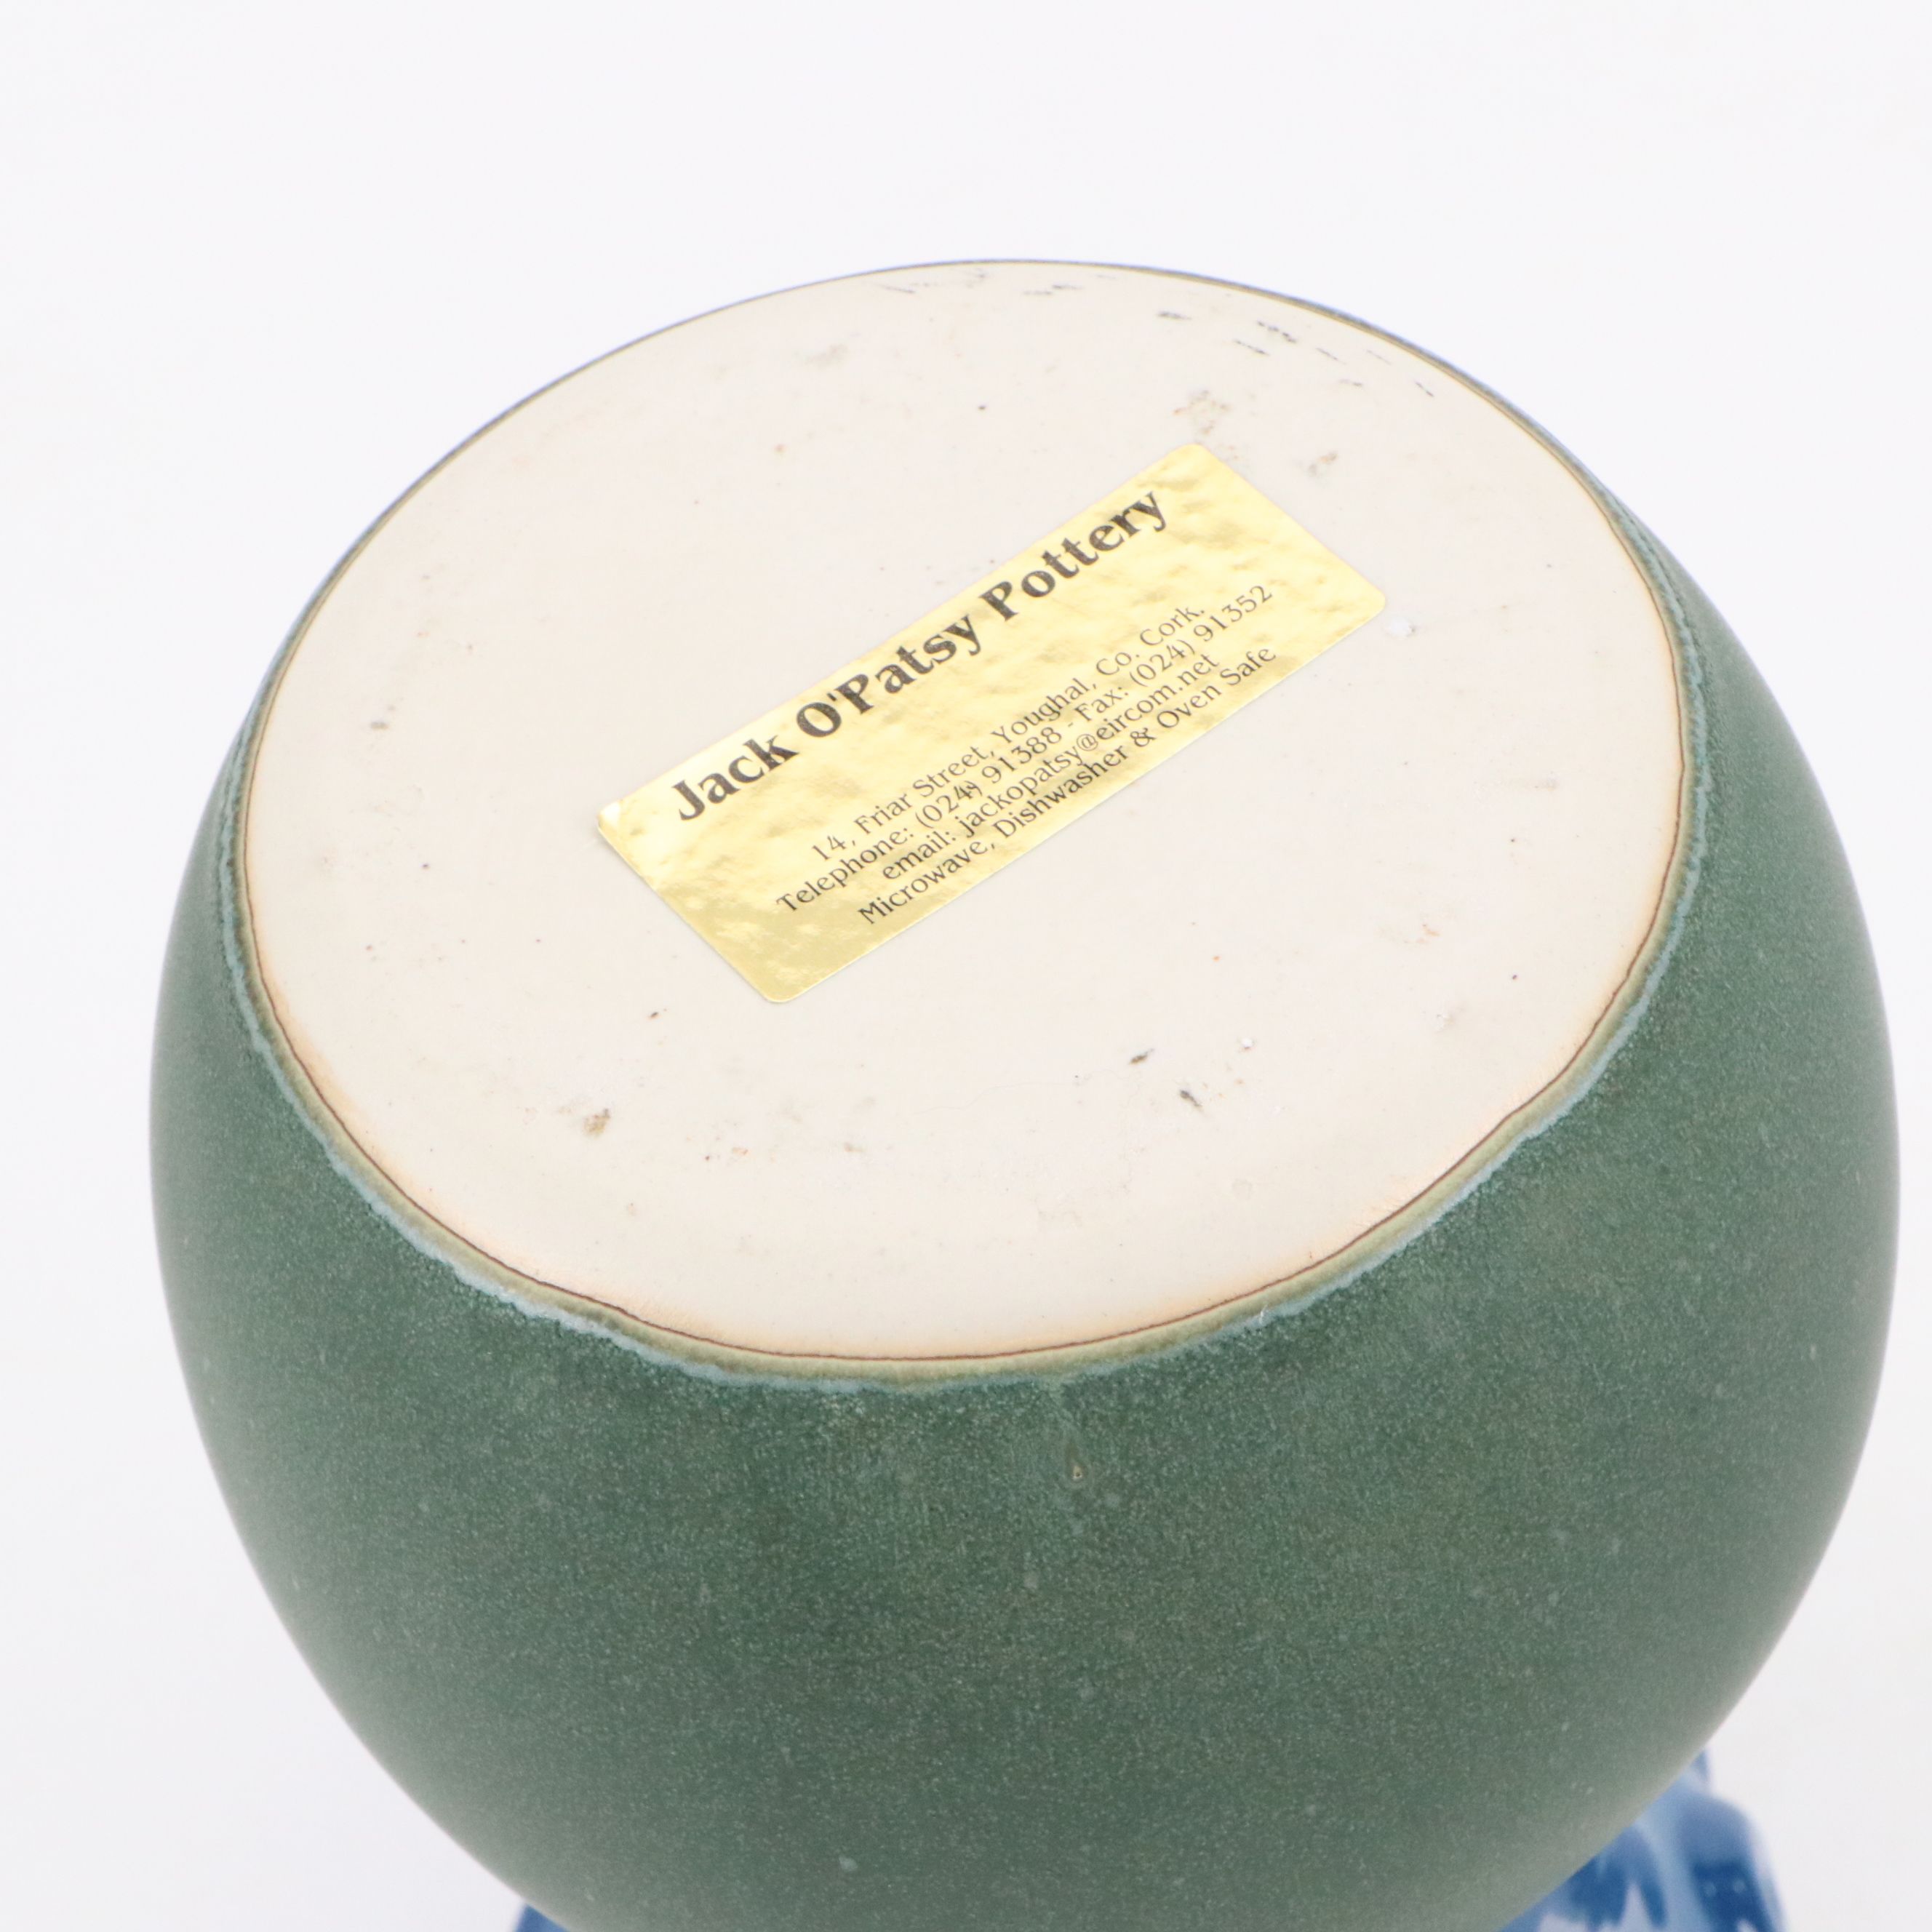 Jack O'Patsy Pottery
14, Friar Street, Youghal, Co. Cork.
Telephone: (024) 91388 - Fax: (024) 91352
email: jackopatsy@eircom.net
Microwave, Dishwasher & Oven Safe